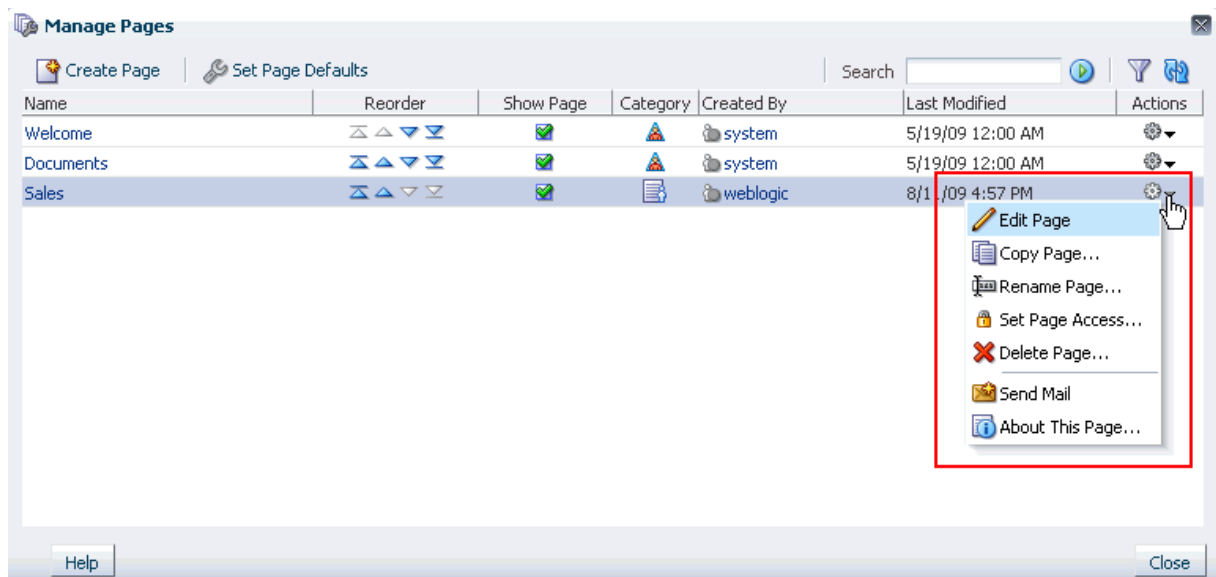 Manage Pages
Create Page Set Page Defaults Search
Name Reorder Show Page Category Created By Last Modified Actions
Welcome system 5/19/09 12:00 AM
Documents system 5/19/09 12:00 AM
Sales weblogic 4:57 PM
Edit Page
Copy Page...
Rename Page...
Set Page Access...
Delete Page...
Send Mail
About This Page...
Help Close